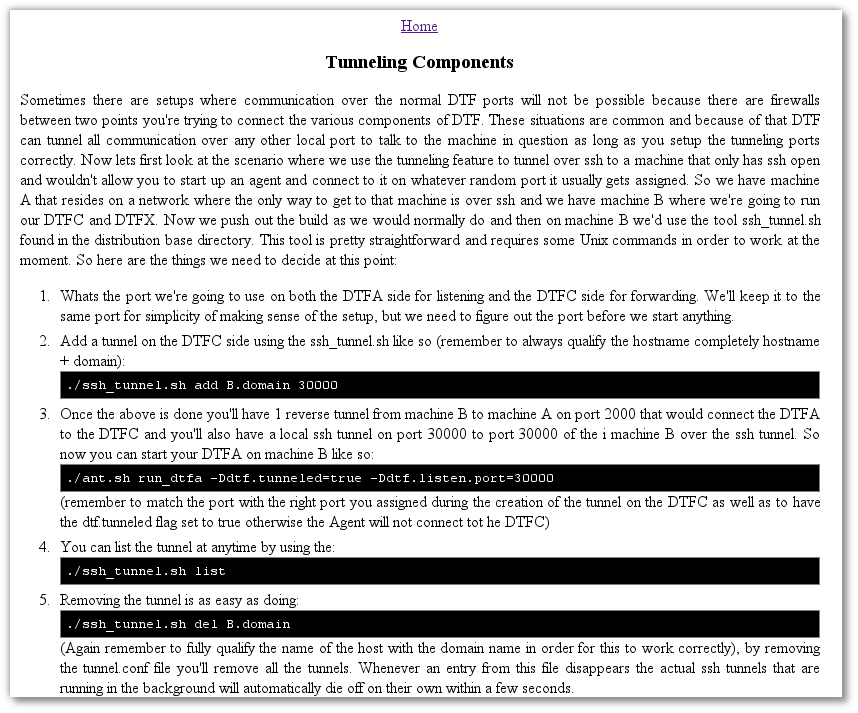 Home
Tunneling Components
Sometimes there are setups where communication over the normal DTF ports will not be possible because there are firewalls
between two points you're trying to connect the various components of DTF. These situations are common and because of that DTF
can tunnel all communication over any other local port to talk to the machine in question as long as you setup the tunneling ports
correctly. Now lets first look at the scenario where we use the tunneling feature to tunnel over ssh to a machine that only has ssh open
and wouldn't allow you to start up an agent and connect to it on whatever random port it usually gets assigned. So we have machine
A that resides on a network where the only way to get to that machine is over ssh and we have machine B where we're going to run
our DTFC and DTFX. Now we push out the build as we would normally do and then on machine B we'd use the tool ssh_tunnel.sh
found in the distribution base directory. This tool is pretty straightforward and requires some Unix commands in order to work at the
moment. So here are the things we need to decide at this point:
1. Whats the port we're going to use on both the DTFA side for listening and the DTFC side for forwarding. We'll keep it to the
same port for simplicity of making sense of the setup, but we need to figure out the port before we start anything.
2. Add a tunnel on the DTFC side using the ssh_tunnel.sh like so (remember to always qualify the hostname completely hostname
+ domain):
./ssh_tunnel.sh add B.domain 30000
3. Once the above is done you'll have 1 reverse tunnel from machine B to machine A on port 2000 that would connect the DTFA
to the DTFC and you'll also have a local ssh tunnel on port 30000 to port 30000 of the i machine B over the ssh tunnel. So
now you can start your DTFA on machine B like so:
./ant.sh run_dtfa -Ddtf.tunneled=true -Ddtf.listen.port=30000
(remember to match the port with the right port you assigned during the creation of the tunnel on the DTFC as well as to have
the dtf.tunneled flag set to true otherwise the Agent will not connect tot he DTFC)
4. You can list the tunnel at anytime by using the:
./ssh_tunnel.sh list
5. Removing the tunnel is as easy as doing:
./ssh_tunnel.sh del B.domain
(Again remember to fully qualify the name of the host with the domain name in order for this to work correctly), by removing
the tunnel.conf file you'll remove all the tunnels. Whenever an entry from this file disappears the actual ssh tunnels that are
running in the background will automatically die off on their own within a few seconds.